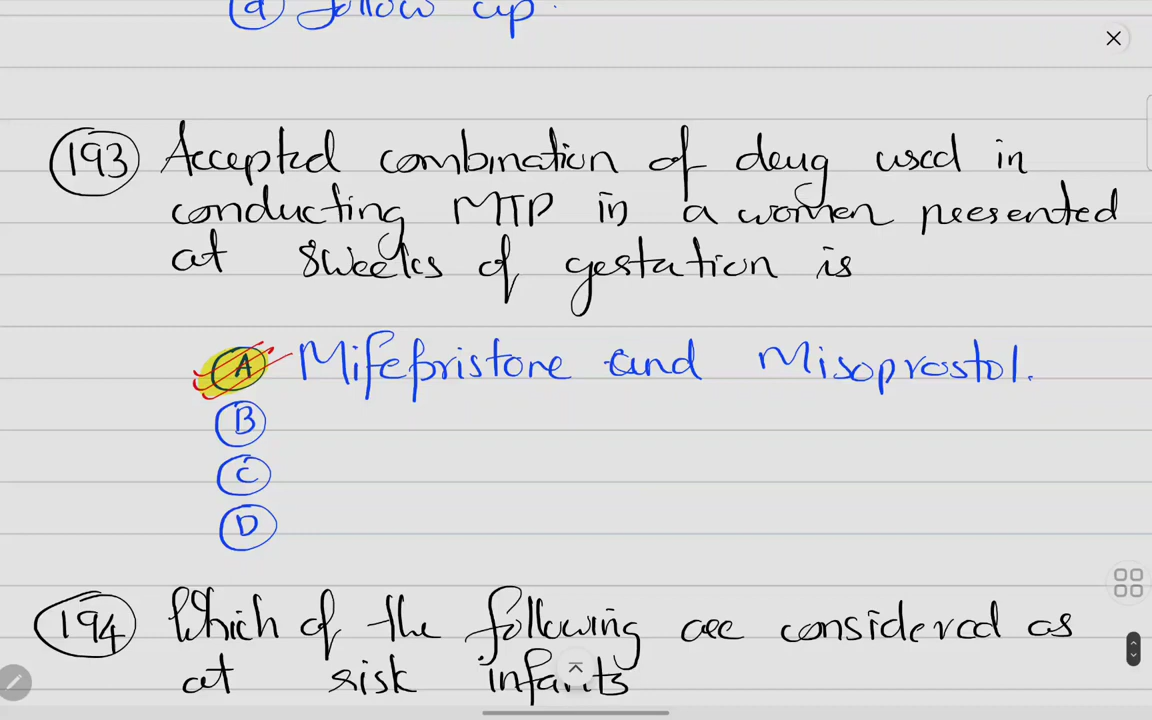 (d) follow up.
(193) Accepted combination of drug used in
conducting MTP in a women presented
at 8weeks of gestation is
(A) Mifepristone and Misoprostol.
(B)
(C)
(D)
(194) Which of the following are considered as
at risk infants